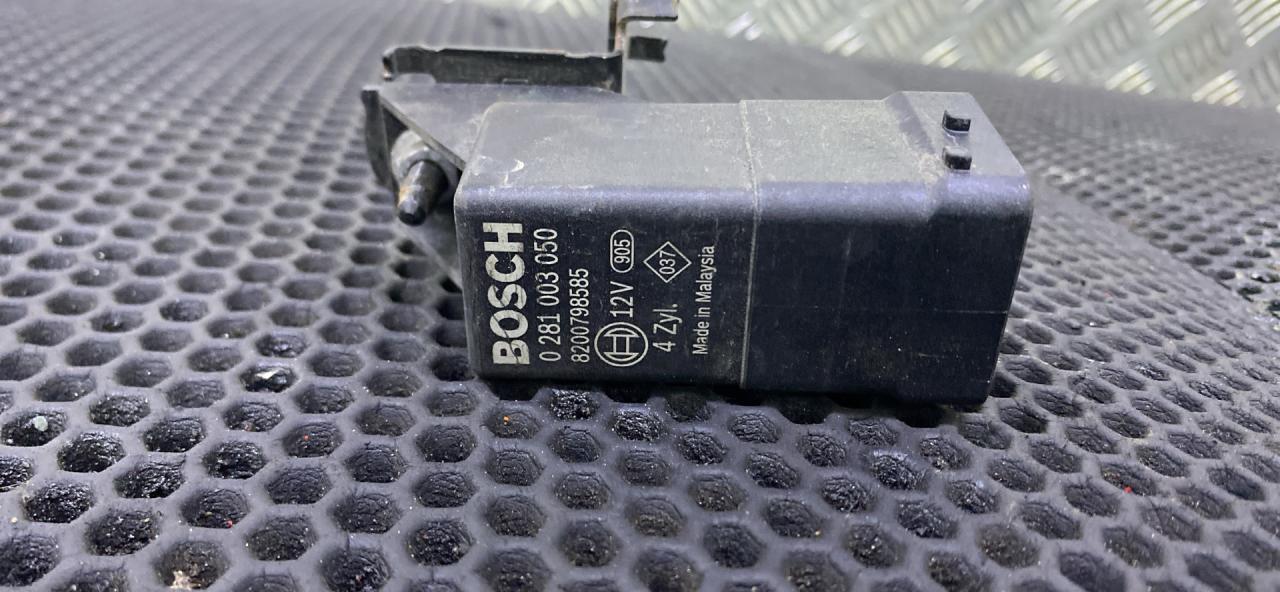 BOSCH
0 281 003 050
8200798585
12V 905
4 Zyl. 037
Made in Malaysia